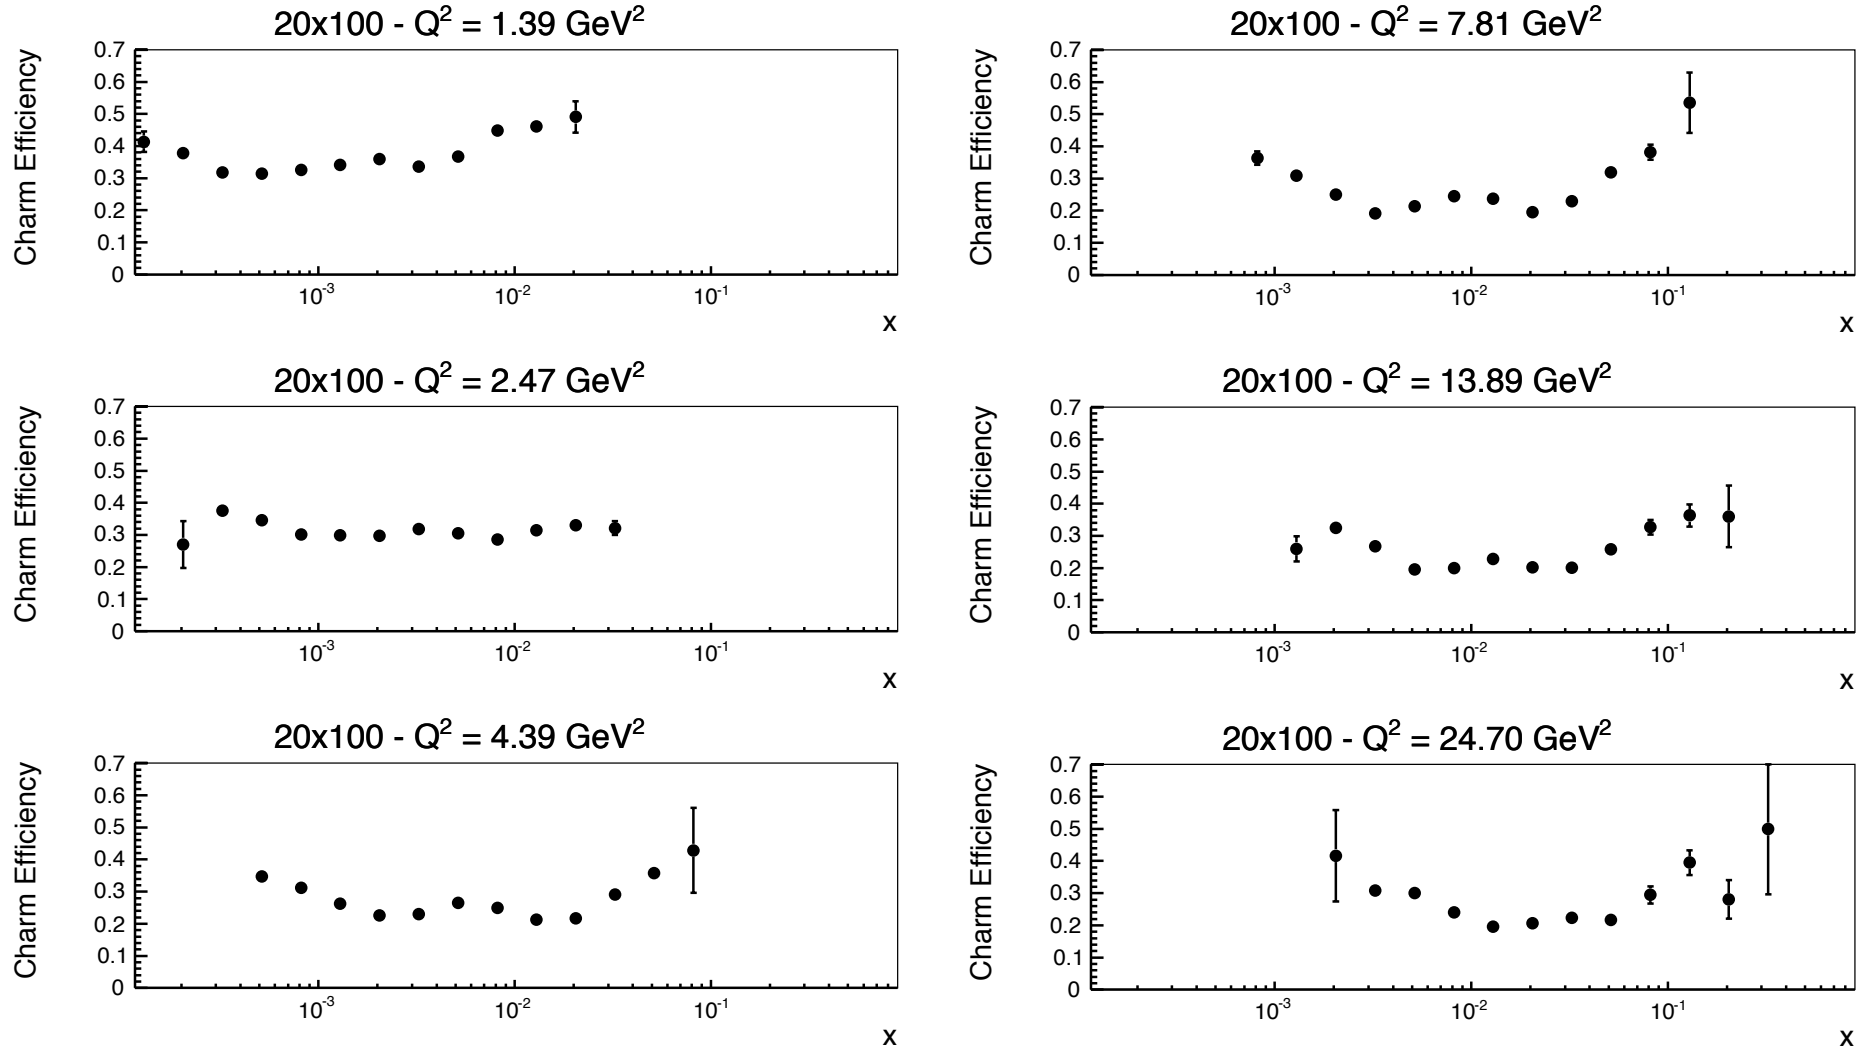 20x100 - Q² = 1.39 GeV²
Charm Efficiency
0.7
0.6
0.5
0.4
0.3
0.2
0.1
0
10⁻³ 10⁻² 10⁻¹
x
20x100 - Q² = 7.81 GeV²
Charm Efficiency
0.7
0.6
0.5
0.4
0.3
0.2
0.1
0
10⁻³ 10⁻² 10⁻¹
x
20x100 - Q² = 2.47 GeV²
Charm Efficiency
0.7
0.6
0.5
0.4
0.3
0.2
0.1
0
10⁻³ 10⁻² 10⁻¹
x
20x100 - Q² = 13.89 GeV²
Charm Efficiency
0.7
0.6
0.5
0.4
0.3
0.2
0.1
0
10⁻³ 10⁻² 10⁻¹
x
20x100 - Q² = 4.39 GeV²
Charm Efficiency
0.7
0.6
0.5
0.4
0.3
0.2
0.1
0
10⁻³ 10⁻² 10⁻¹
x
20x100 - Q² = 24.70 GeV²
Charm Efficiency
0.7
0.6
0.5
0.4
0.3
0.2
0.1
0
10⁻³ 10⁻² 10⁻¹
x